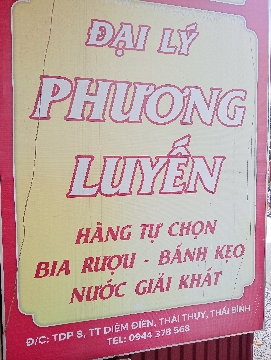 ĐẠI LÝ
PHƯƠNG
LUYẾN
HÀNG TỰ CHỌN
BIA RƯỢU - BÁNH KẸO
NƯỚC GIẢI KHÁT
Đ/C: TDP 8, TT DIÊM ĐIỀN, THÁI THỤY, THÁI BÌNH
TEL: 0944 378 568